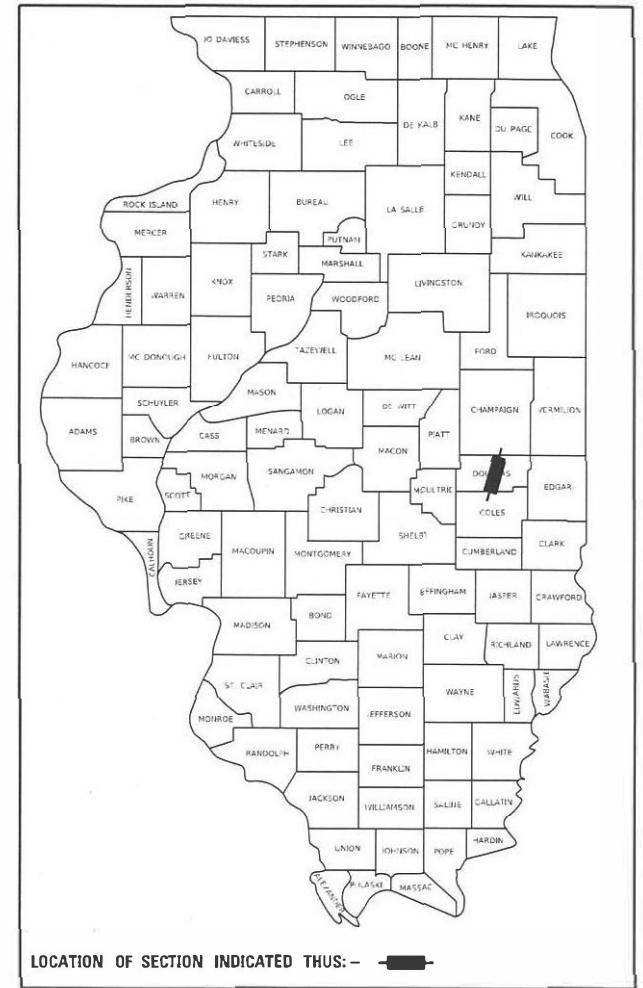 JO DAVIESS STEPHENSON WINNEBAGO BOONE MC HENRY LAKE
CARROLL OGLE DE KALB KANE DU PAGE COOK
WHITESIDE LEE KENDALL WILL
ROCK ISLAND HENRY BUREAU LA SALLE GRUNDY
MERCER PUTNAM KANKAKEE
STARK MARSHALL
HENDERSON WARREN KNOX PEORIA WOODFORD LIVINGSTON IROQUOIS
HANCOCK MC DONOUGH FULTON TAZEWELL MC LEAN FORD
MASON
SCHUYLER LOGAN DE WITT CHAMPAIGN VERMILION
ADAMS BROWN CASS MENARD MACON PIATT
MORGAN SANGAMON DOUGLAS
PIKE SCOTT CHRISTIAN MOULTRIE EDGAR
COLES
CALHOUN GREENE MACOUPIN MONTGOMERY SHELBY CUMBERLAND CLARK
JERSEY FAYETTE EFFINGHAM JASPER CRAWFORD
MADISON BOND CLAY RICHLAND LAWRENCE
CLINTON MARION
ST. CLAIR WAYNE EDWARDS WABASH
MONROE WASHINGTON JEFFERSON
RANDOLPH PERRY FRANKLIN HAMILTON WHITE
JACKSON WILLIAMSON SALINE GALLATIN
UNION JOHNSON POPE HARDIN
ALEXANDER PULASKI MASSAC
LOCATION OF SECTION INDICATED THUS:-